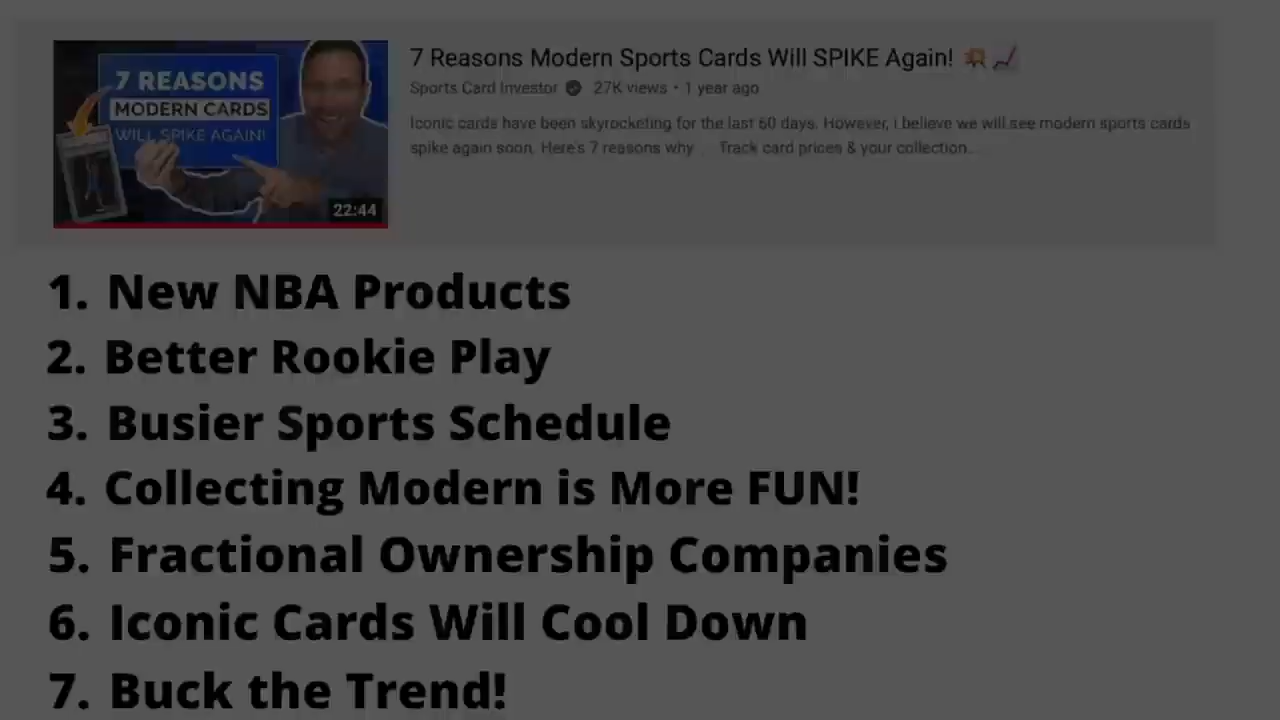 7 REASONS
MODERN CARDS
WILL SPIKE AGAIN!
22:44
7 Reasons Modern Sports Cards Will SPIKE Again! 💥 📈
Sports Card Investor 27K views • 1 year ago
Iconic cards have been skyrocketing for the last 60 days. However, I believe we will see modern sports cards
spike again soon. Here's 7 reasons why ... Track card prices & your collection...
1. New NBA Products
2. Better Rookie Play
3. Busier Sports Schedule
4. Collecting Modern is More FUN!
5. Fractional Ownership Companies
6. Iconic Cards Will Cool Down
7. Buck the Trend!